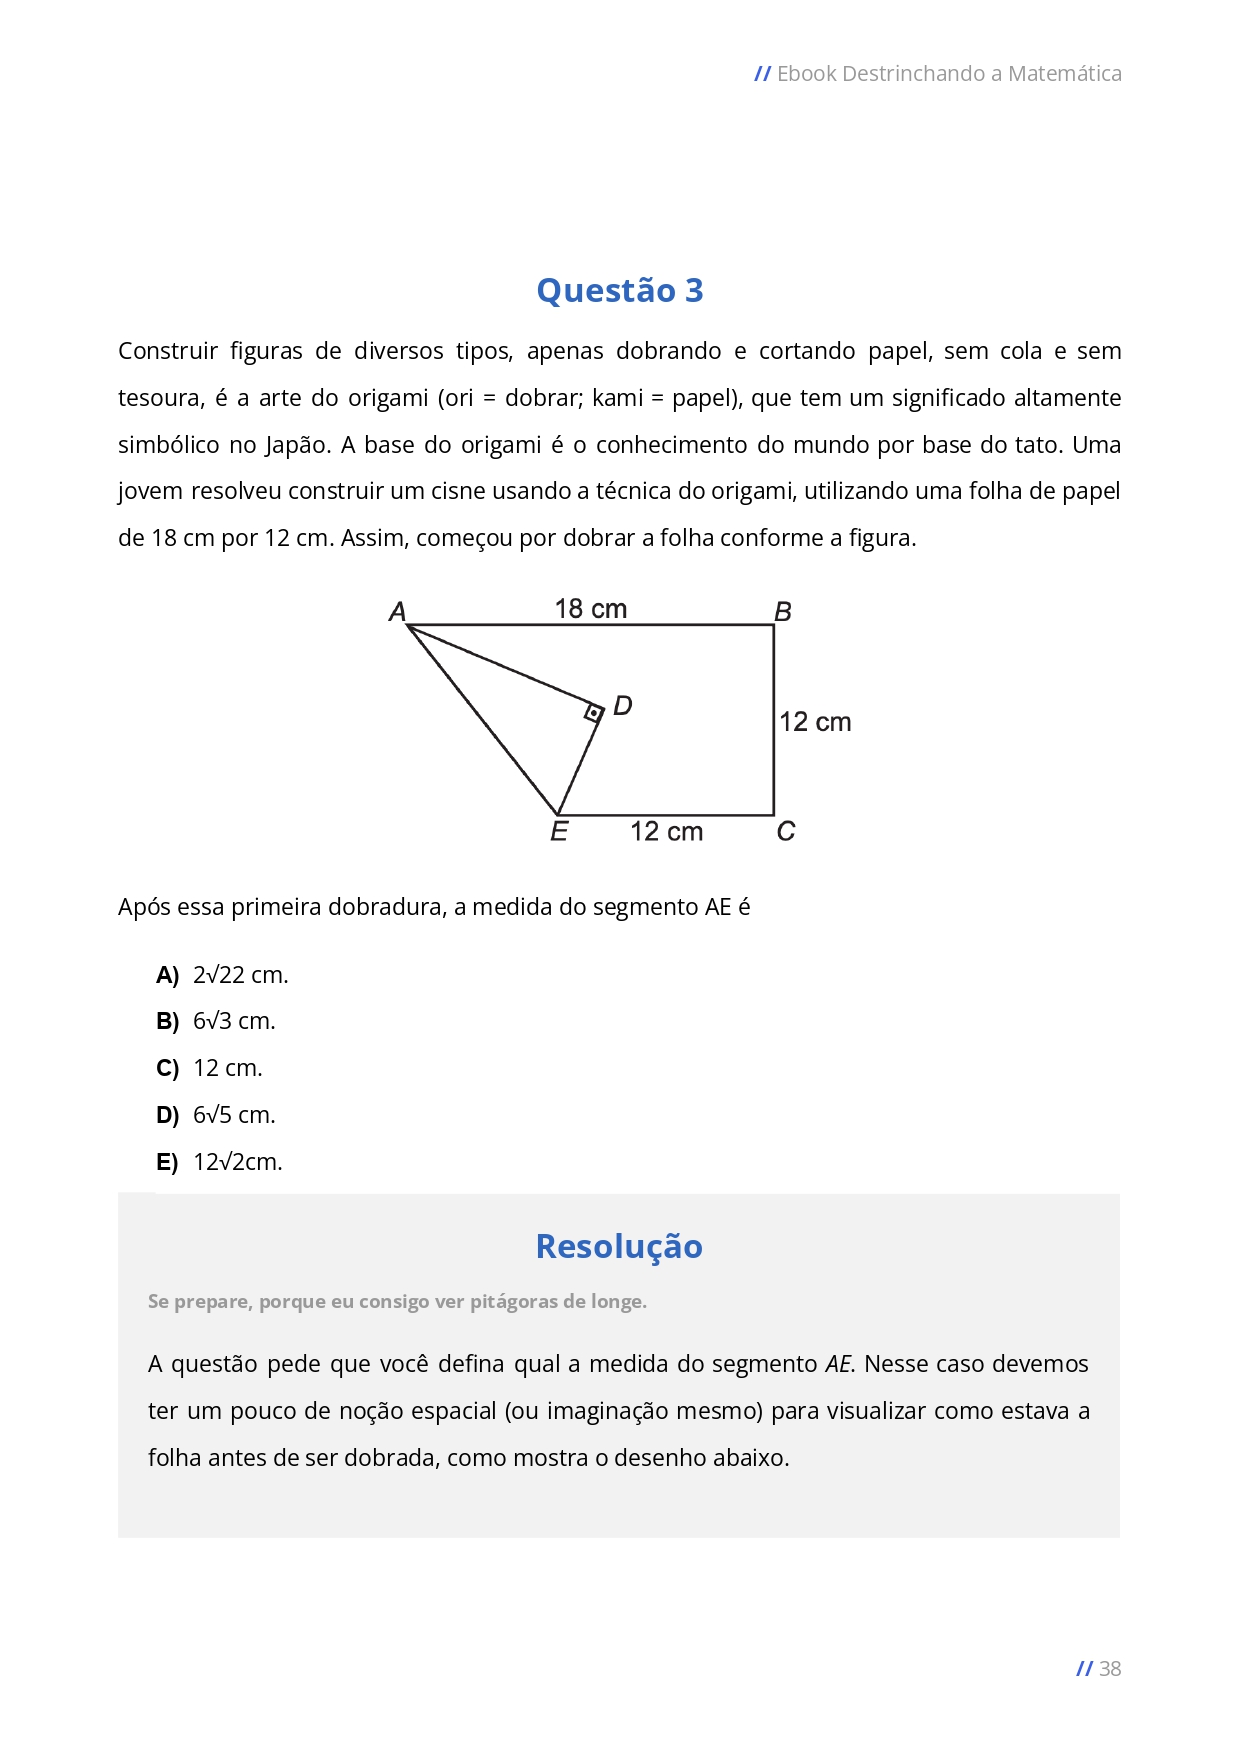 // Ebook Destrinchando a Matemática
Questão 3
Construir figuras de diversos tipos, apenas dobrando e cortando papel, sem cola e sem
tesoura, é a arte do origami (ori = dobrar; kami = papel), que tem um significado altamente
simbólico no Japão. A base do origami é o conhecimento do mundo por base do tato. Uma
jovem resolveu construir um cisne usando a técnica do origami, utilizando uma folha de papel
de 18 cm por 12 cm. Assim, começou por dobrar a folha conforme a figura.
A 18 cm B
D
12 cm
E 12 cm C
Após essa primeira dobradura, a medida do segmento AE é
A) 2√22 cm.
B) 6√3 cm.
C) 12 cm.
D) 6√5 cm.
E) 12√2cm.
Resolução
Se prepare, porque eu consigo ver pitágoras de longe.
A questão pede que você defina qual a medida do segmento AE. Nesse caso devemos
ter um pouco de noção espacial (ou imaginação mesmo) para visualizar como estava a
folha antes de ser dobrada, como mostra o desenho abaixo.
// 38